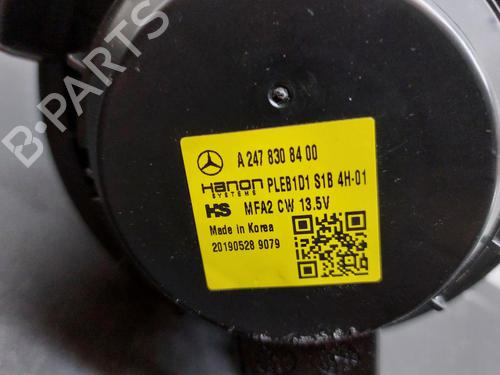 B-PARTS
A 247 830 84 00
Hanon PLEB1D1 S1B 4H-01
SYSTEMS
HS MFA2 CW 13.5V
Made in Korea
20190528 9079